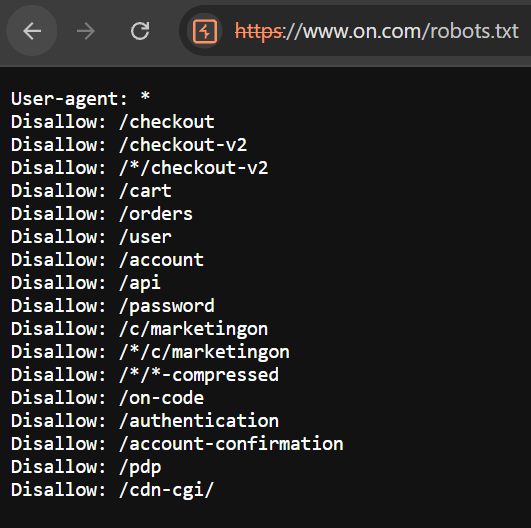 https://www.on.com/robots.txt
User-agent: *
Disallow: /checkout
Disallow: /checkout-v2
Disallow: /*/checkout-v2
Disallow: /cart
Disallow: /orders
Disallow: /user
Disallow: /account
Disallow: /api
Disallow: /password
Disallow: /c/marketingon
Disallow: /*/c/marketingon
Disallow: /*/*-compressed
Disallow: /on-code
Disallow: /authentication
Disallow: /account-confirmation
Disallow: /pdp
Disallow: /cdn-cgi/